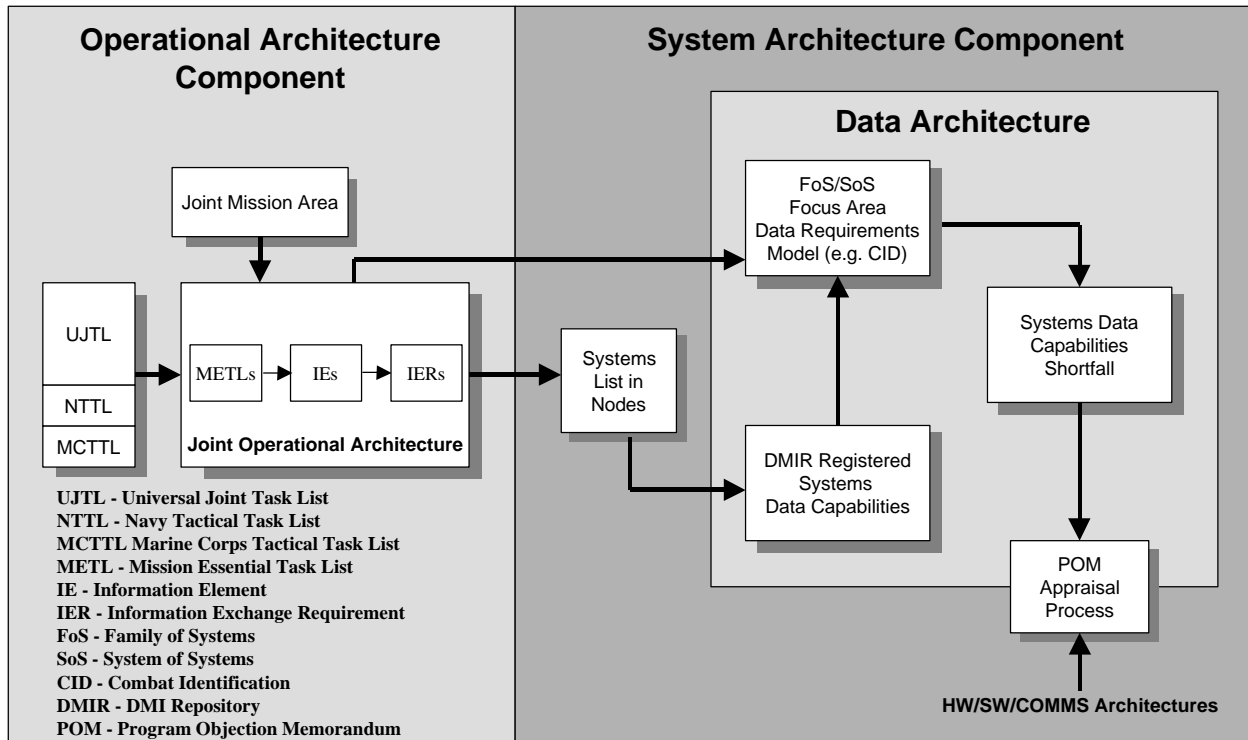 Operational Architecture
Component
System Architecture Component
Data Architecture
Joint Mission Area
FoS/SoS
Focus Area
Data Requirements
Model (e.g. CID)
UJTL
NTTL
MCTTL
METLs
IEs
IERs
Joint Operational Architecture
Systems
List in
Nodes
Systems Data
Capabilities
Shortfall
DMIR Registered
Systems
Data Capabilities
POM
Appraisal
Process
HW/SW/COMMS Architectures
UJTL - Universal Joint Task List
NTTL - Navy Tactical Task List
MCTTL Marine Corps Tactical Task List
METL - Mission Essential Task List
IE - Information Element
IER - Information Exchange Requirement
FoS - Family of Systems
SoS - System of Systems
CID - Combat Identification
DMIR - DMI Repository
POM - Program Objection Memorandum